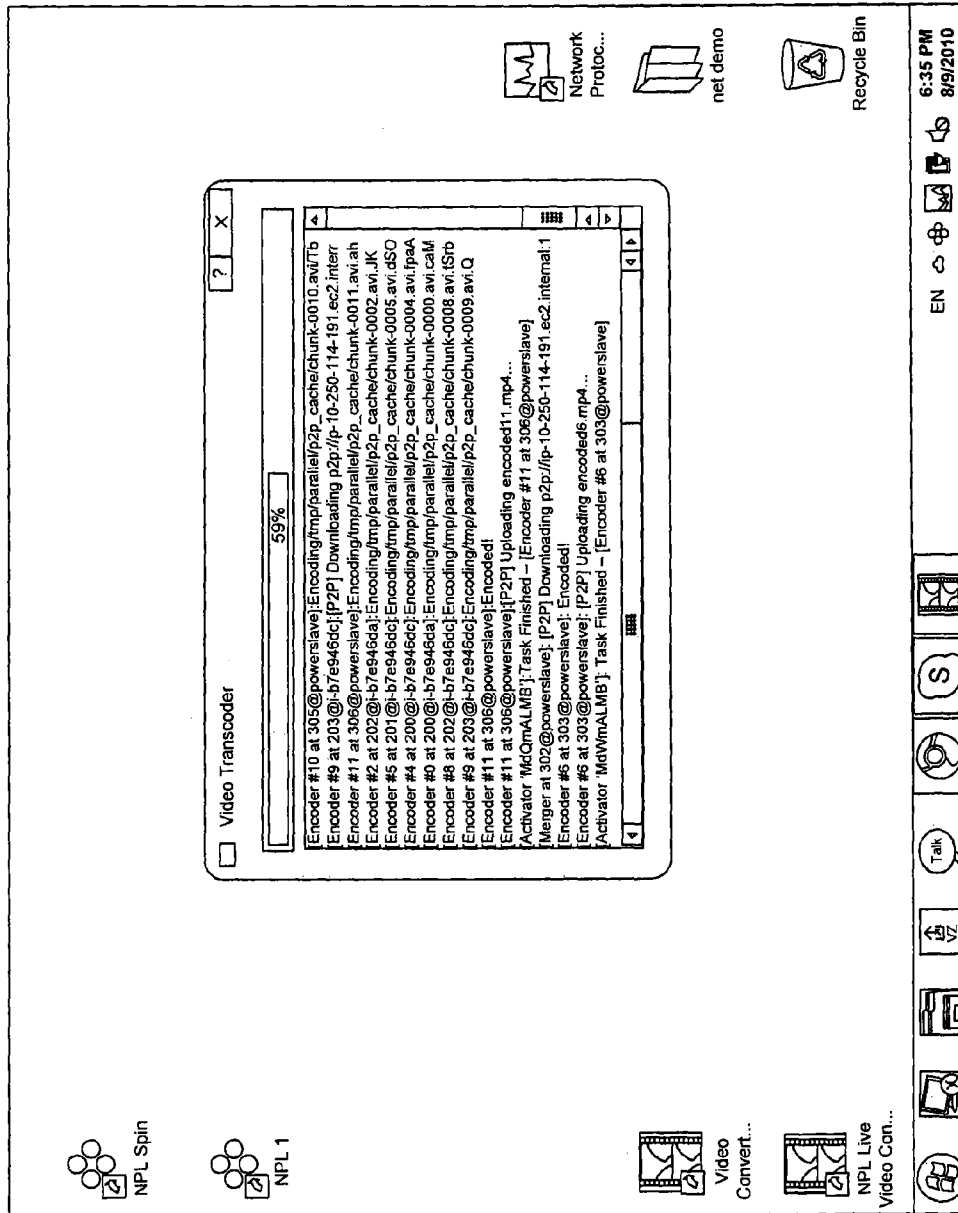 NPL Spin
NPL 1
Video
Convert...
NPL Live
Video Con...
Video Transcoder
? X
59%
[Encoder #10 at 305@powerslave]:Encoding/tmp/parallel/p2p_cache/chunk-0010.avi/Tb
[Encoder #9 at 203@i-b7e946dc]:[P2P] Downloading p2p://p-10-250-114-191.ec2.interr
[Encoder #11 at 306@powerslave]:Encoding/tmp/parallel/p2p_cache/chunk-0011.avi.ah
[Encoder #2 at 202@i-b7e946da]:Encoding/tmp/parallel/p2p_cache/chunk-0002.avi.JK
[Encoder #5 at 201@i-b7e946dc]:Encoding/tmp/parallel/p2p_cache/chunk-0005.avi.dSO
[Encoder #4 at 200@i-b7e946dc]:Encoding/tmp/parallel/p2p_cache/chunk-0004.avi.fpaA
[Encoder #0 at 200@i-b7e946da]:Encoding/tmp/parallel/p2p_cache/chunk-0000.avi.caM
[Encoder #8 at 202@i-b7e946dc]:Encoding/tmp/parallel/p2p_cache/chunk-0008.avi.tSrb
[Encoder #9 at 203@i-b7e946dc]:Encoding/tmp/parallel/p2p_cache/chunk-0009.avi.Q
[Encoder #11 at 306@powerslave]:Encoded!
[Encoder #11 at 306@powerslave]:[P2P] Uploading encoded11.mp4....
[Activator 'MdQmALMB']:Task Finished – [Encoder #11 at 306@powerslave]
[Merger at 302@powerslave]: [P2P] Downloading p2p://ip-10-250-114-191.ec2.internal:1
[Encoder #6 at 303@powerslave]: Encoded!
[Encoder #6 at 303@powerslave]: [P2P] Uploading encoded6.mp4...
[Activator 'MdWmALMB']: Task Finished – [Encoder #6 at 303@powerslave]
Network
Protoc...
net demo
Recycle Bin
VZ
Talk
S
EN
6:35 PM
8/9/2010